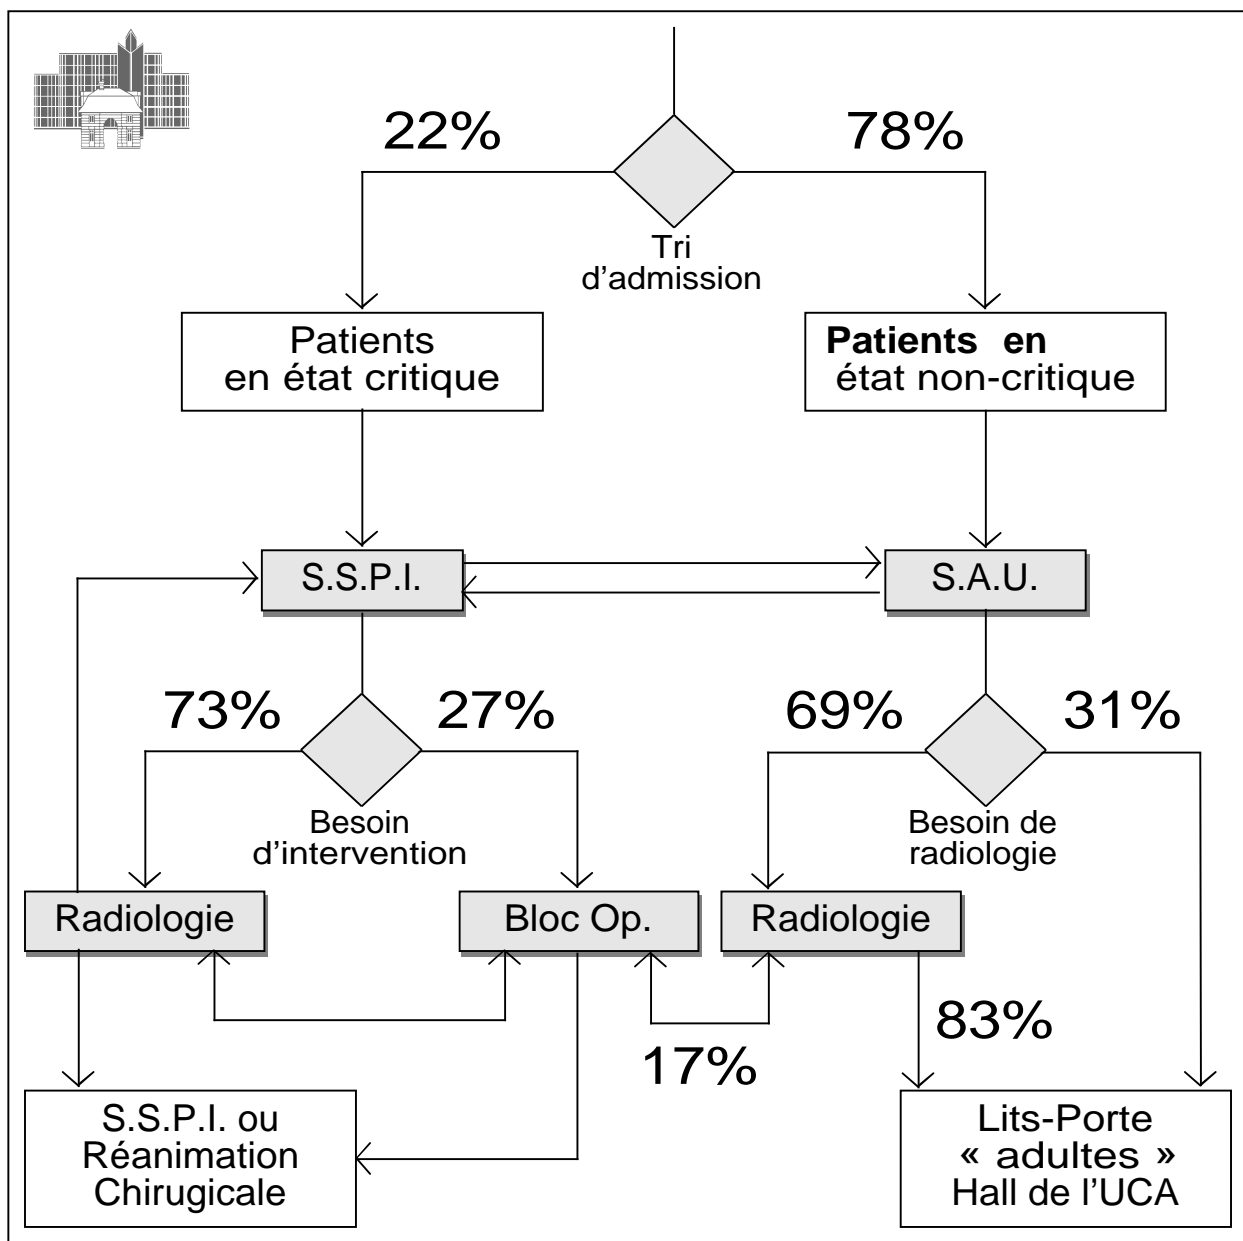 22%
78%
Tri
d’admission
Patients
en état critique
Patients en
état non-critique
S.S.P.I.
S.A.U.
73%
27%
69%
31%
Besoin
d’intervention
Besoin de
radiologie
Radiologie
Bloc Op.
Radiologie
83%
17%
S.S.P.I. ou
Réanimation
Chirugicale
Lits-Porte
« adultes »
Hall de l’UCA